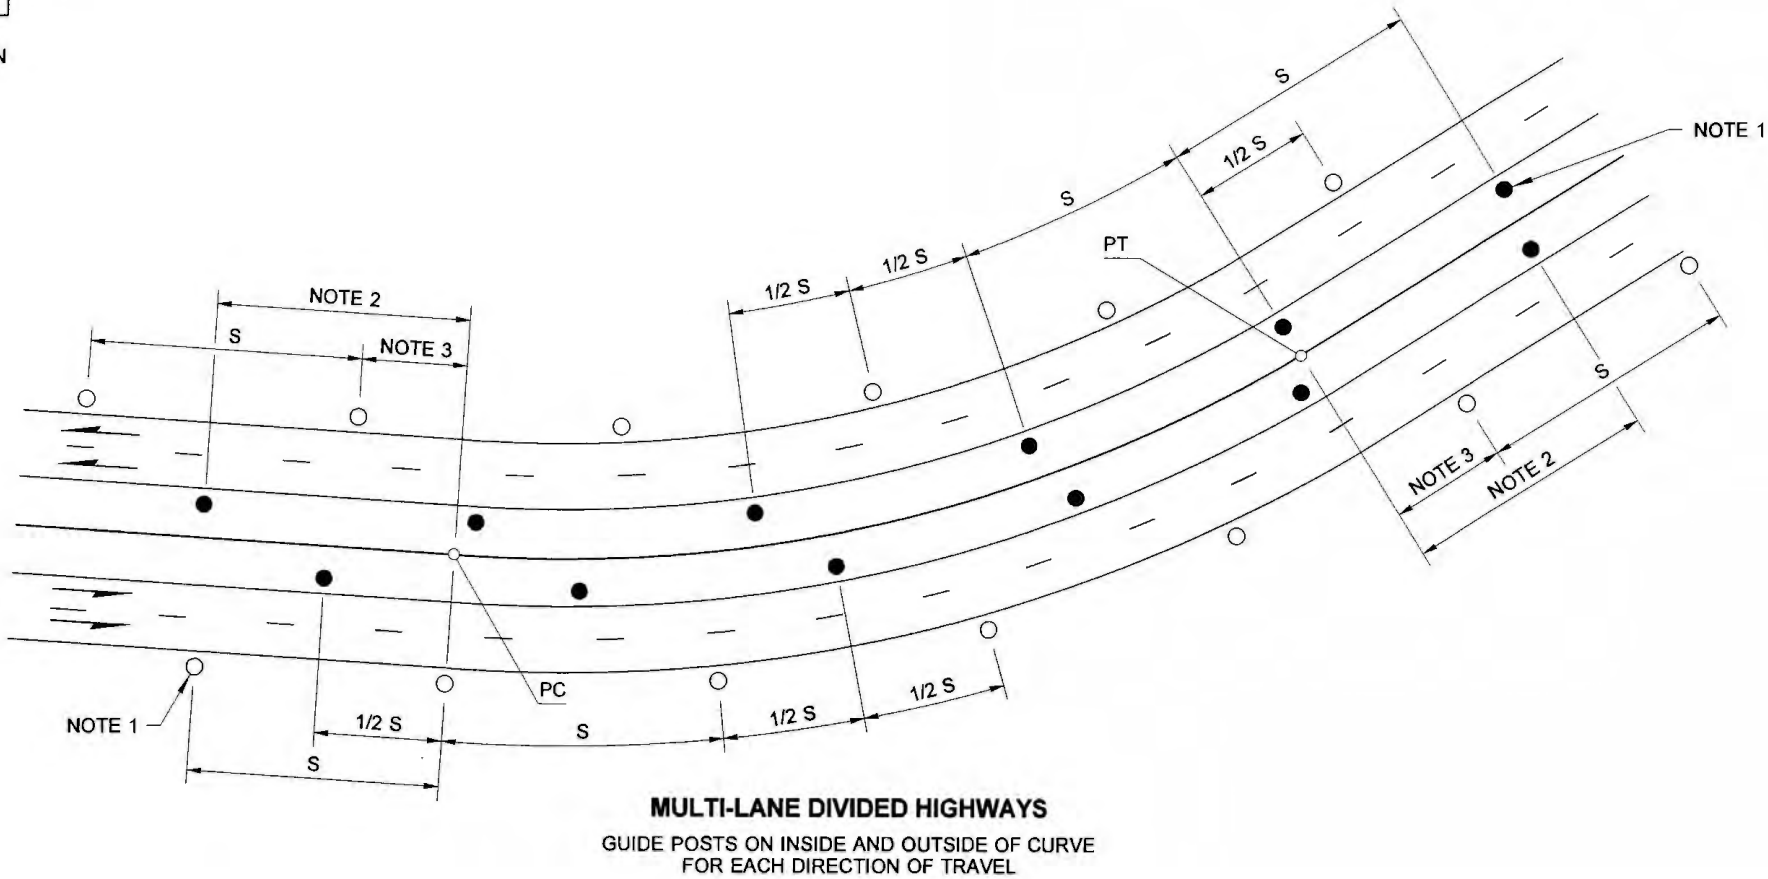 N
S
NOTE 1
1/2 S
S
PT
1/2 S
1/2 S
NOTE 2
S
NOTE 3
S
NOTE 3
NOTE 2
PC
1/2 S
NOTE 1
1/2 S
S
1/2 S
S
MULTI-LANE DIVIDED HIGHWAYS
GUIDE POSTS ON INSIDE AND OUTSIDE OF CURVE
FOR EACH DIRECTION OF TRAVEL